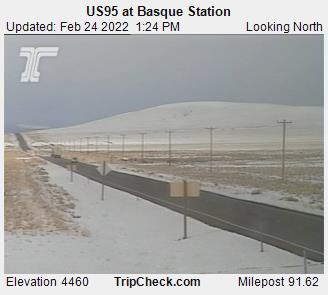 US95 at Basque Station
Updated: Feb 24 2022 1:24 PM Looking North
Elevation 4460 TripCheck.com Milepost 91.62